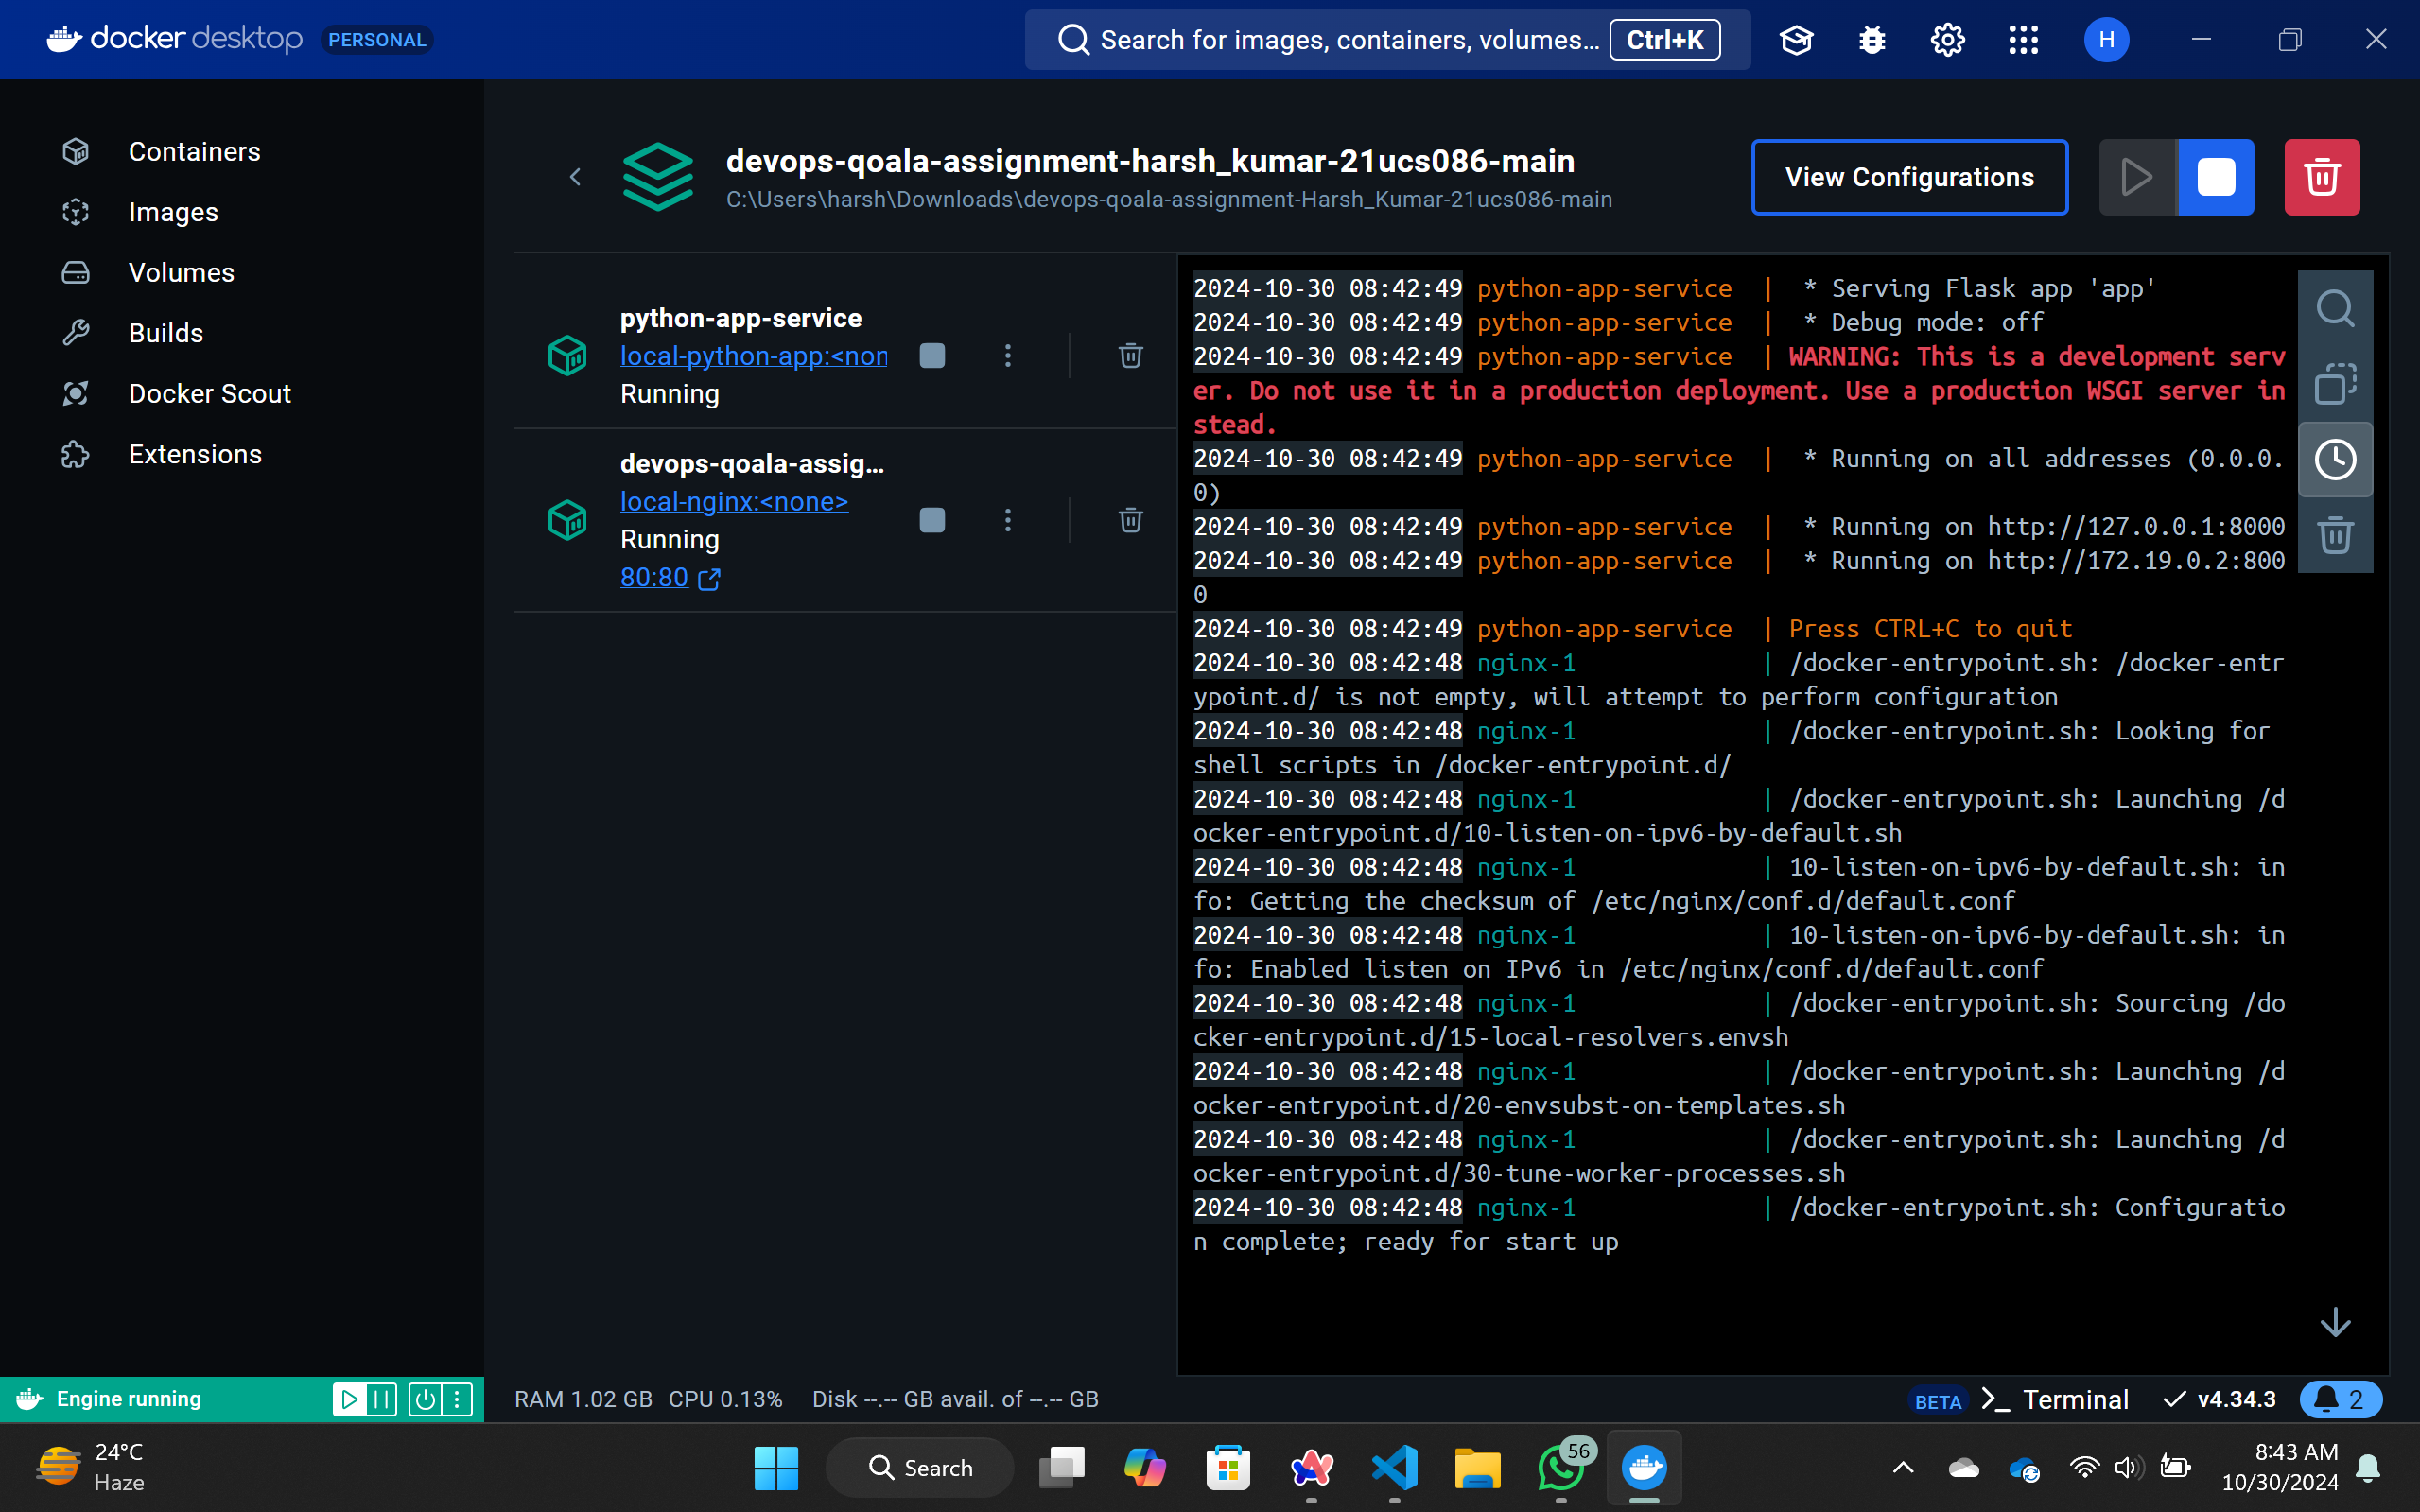 docker desktop PERSONAL
Search for images, containers, volumes... Ctrl+K
H
Containers
Images
Volumes
Builds
Docker Scout
Extensions
devops-qoala-assignment-harsh_kumar-21ucs086-main
C:\Users\harsh\Downloads\devops-qoala-assignment-Harsh_Kumar-21ucs086-main
View Configurations
python-app-service
local-python-app:<non
Running
devops-qoala-assig...
local-nginx:<none>
Running
80:80
2024-10-30 08:42:49 python-app-service | * Serving Flask app 'app'
2024-10-30 08:42:49 python-app-service | * Debug mode: off
2024-10-30 08:42:49 python-app-service | WARNING: This is a development serv
er. Do not use it in a production deployment. Use a production WSGI server in
stead.
2024-10-30 08:42:49 python-app-service | * Running on all addresses (0.0.0.
0)
2024-10-30 08:42:49 python-app-service | * Running on http://127.0.0.1:8000
2024-10-30 08:42:49 python-app-service | * Running on http://172.19.0.2:800
0
2024-10-30 08:42:49 python-app-service | Press CTRL+C to quit
2024-10-30 08:42:48 nginx-1 | /docker-entrypoint.sh: /docker-entr
ypoint.d/ is not empty, will attempt to perform configuration
2024-10-30 08:42:48 nginx-1 | /docker-entrypoint.sh: Looking for
shell scripts in /docker-entrypoint.d/
2024-10-30 08:42:48 nginx-1 | /docker-entrypoint.sh: Launching /d
ocker-entrypoint.d/10-listen-on-ipv6-by-default.sh
2024-10-30 08:42:48 nginx-1 | 10-listen-on-ipv6-by-default.sh: in
fo: Getting the checksum of /etc/nginx/conf.d/default.conf
2024-10-30 08:42:48 nginx-1 | 10-listen-on-ipv6-by-default.sh: in
fo: Enabled listen on IPv6 in /etc/nginx/conf.d/default.conf
2024-10-30 08:42:48 nginx-1 | /docker-entrypoint.sh: Sourcing /do
cker-entrypoint.d/15-local-resolvers.envsh
2024-10-30 08:42:48 nginx-1 | /docker-entrypoint.sh: Launching /d
ocker-entrypoint.d/20-envsubst-on-templates.sh
2024-10-30 08:42:48 nginx-1 | /docker-entrypoint.sh: Launching /d
ocker-entrypoint.d/30-tune-worker-processes.sh
2024-10-30 08:42:48 nginx-1 | /docker-entrypoint.sh: Configuratio
n complete; ready for start up
Engine running
RAM 1.02 GB CPU 0.13% Disk --.-- GB avail. of --.-- GB
BETA >_ Terminal v4.34.3 2
24°C
Haze
Search
56
8:43 AM
10/30/2024